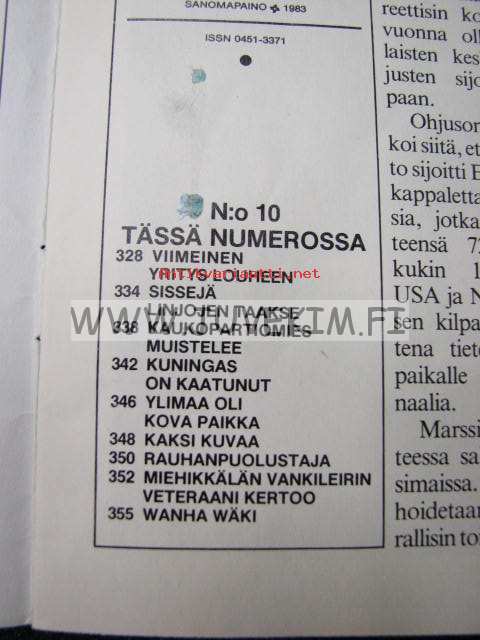 SANOMAPAINO 1983
ISSN 0451-3371
N:o 10
TÄSSÄ NUMEROSSA
328 VIIMEINEN
YRITYS LOUHEEN
334 SISSEJÄ
LINJOJEN TAAKSE
338 KAUKOPARTIOMIES
MUISTELEE
342 KUNINGAS
ON KAATUNUT
346 YLIMAA OLI
KOVA PAIKKA
348 KAKSI KUVAA
350 RAUHANPUOLUSTAJA
352 MIEHIKKÄLÄN VANKILEIRIN
VETERAANI KERTOO
355 WANHA WÄKI
reettisin ko
vuonna oll
laisten kes
justen sijo
paan.
Ohjuson
koi siitä, et
to sijoitti E
kappaletta
sia, jotka
teensä 72
kukin 1
USA ja N
sen kilpa
tena tieto
paikalle
naalia.
Marssi
teessa sa
simaissa.
hoidetaan
rallisin to
WWW.HUVIKIM.FI